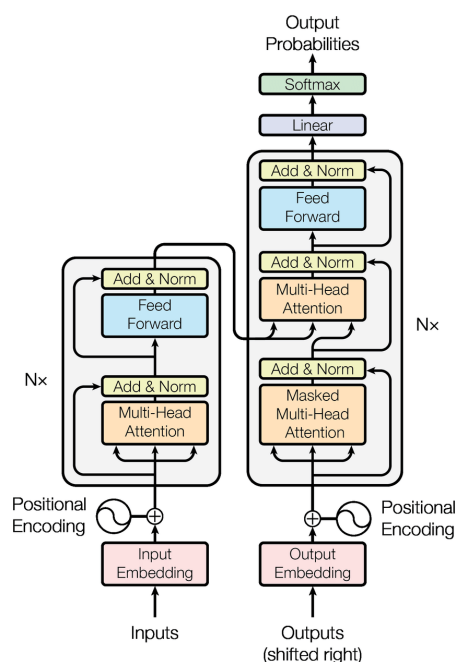 Output
Probabilities
Softmax
Linear
Add & Norm
Feed
Forward
Add & Norm
Multi-Head
Attention
Add & Norm
Masked
Multi-Head
Attention
N×
Add & Norm
Feed
Forward
Add & Norm
Multi-Head
Attention
N×
Positional
Encoding
Positional
Encoding
Input
Embedding
Output
Embedding
Inputs
Outputs
(shifted right)